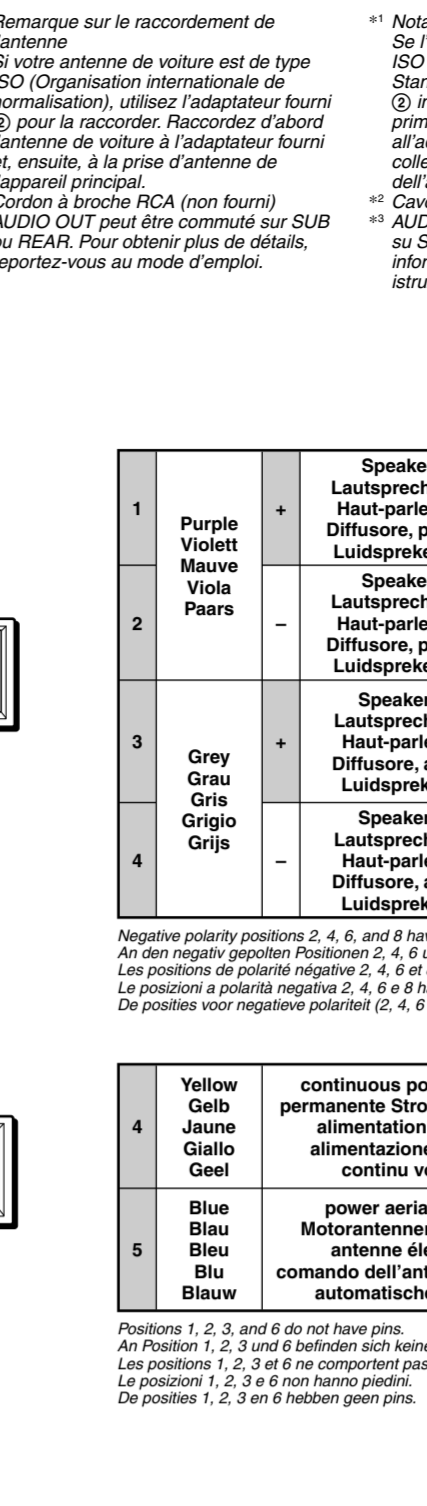 Remarque sur le raccordement de
l'antenne
Si votre antenne de voiture est de type
ISO (Organisation internationale de
normalisation), utilisez l'adaptateur fourni
② pour la raccorder. Raccordez d'abord
l'antenne de voiture à l'adaptateur fourni
et, ensuite, à la prise d'antenne de
l'appareil principal.
Cordon à broche RCA (non fourni)
AUDIO OUT peut être commuté sur SUB
ou REAR. Pour obtenir plus de détails,
reportez-vous au mode d'emploi.
*1 Nota
Se l'
ISO
Stan
② in
prim
all'a
colle
dell'a
*2 Cavo
*3 AUD
su S
infor
istru
1
Purple
Violett
Mauve
Viola
Paars
+
Speake
Lautsprech
Haut-parle
Diffusore, p
Luidspreke
2
–
Speake
Lautsprech
Haut-parle
Diffusore, p
Luidspreke
3
Grey
Grau
Gris
Grigio
Grijs
+
Speaker
Lautsprech
Haut-parle
Diffusore, a
Luidsprek
4
–
Speaker
Lautsprech
Haut-parle
Diffusore, a
Luidsprek
Negative polarity positions 2, 4, 6, and 8 hav
An den negativ gepolten Positionen 2, 4, 6 u
Les positions de polarité négative 2, 4, 6 et
Le posizioni a polarità negativa 2, 4, 6 e 8 h
De posities voor negatieve polariteit (2, 4, 6
4
Yellow
Gelb
Jaune
Giallo
Geel
continuous po
permanente Stro
alimentation
alimentazione
continu v
5
Blue
Blau
Bleu
Blu
Blauw
power aeria
Motorantenner
antenne éle
comando dell'ant
automatische
Positions 1, 2, 3, and 6 do not have pins.
An Position 1, 2, 3 und 6 befinden sich keine
Les positions 1, 2, 3 et 6 ne comportent pas
Le posizioni 1, 2, 3 e 6 non hanno piedini.
De posities 1, 2, 3 en 6 hebben geen pins.